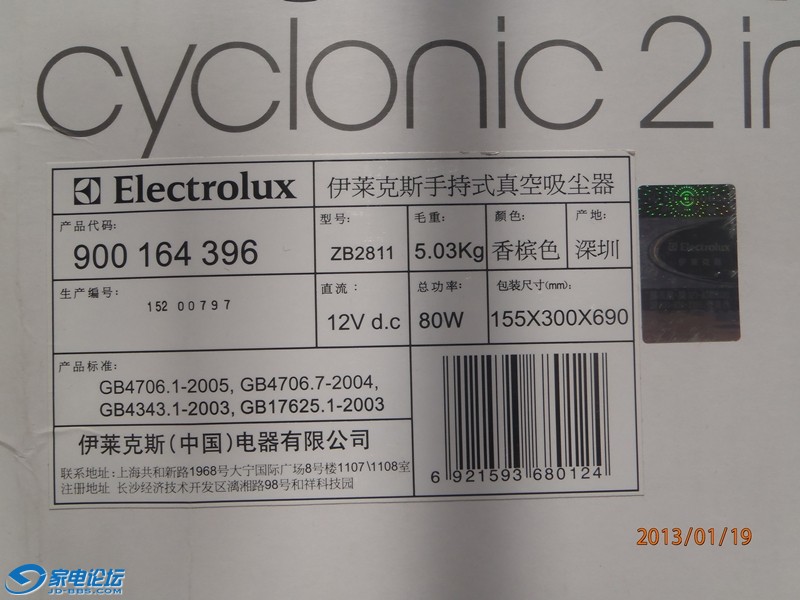 cyclonic 2 in
Electrolux 伊莱克斯手持式真空吸尘器
产品代码: 型号: 毛重: 颜色: 产地:
900 164 396 ZB2811 5.03Kg 香槟色 深圳
生产编号: 直流: 总功率: 包装尺寸(mm):
152 00797 12V d.c 80W 155X300X690
产品标准:
GB4706.1-2005, GB4706.7-2004,
GB4343.1-2003, GB17625.1-2003
伊莱克斯(中国)电器有限公司
联系地址:上海共和新路1968号大宁国际广场8号楼1107\1108室
注册地址 长沙经济技术开发区漓湘路98号和祥科技园
6 921593 680124
Electrolux
2013/01/19
家电论坛
JD-BBS.COM